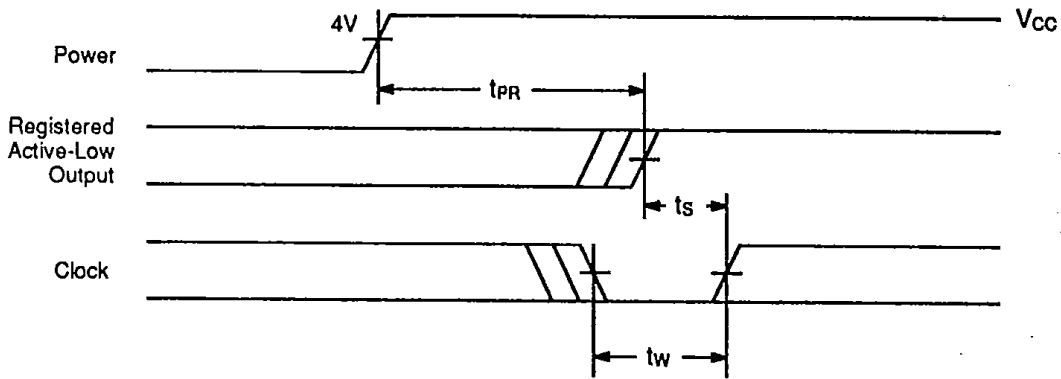 4V
VCC
Power
tPR
Registered
Active-Low
Output
tS
Clock
tW